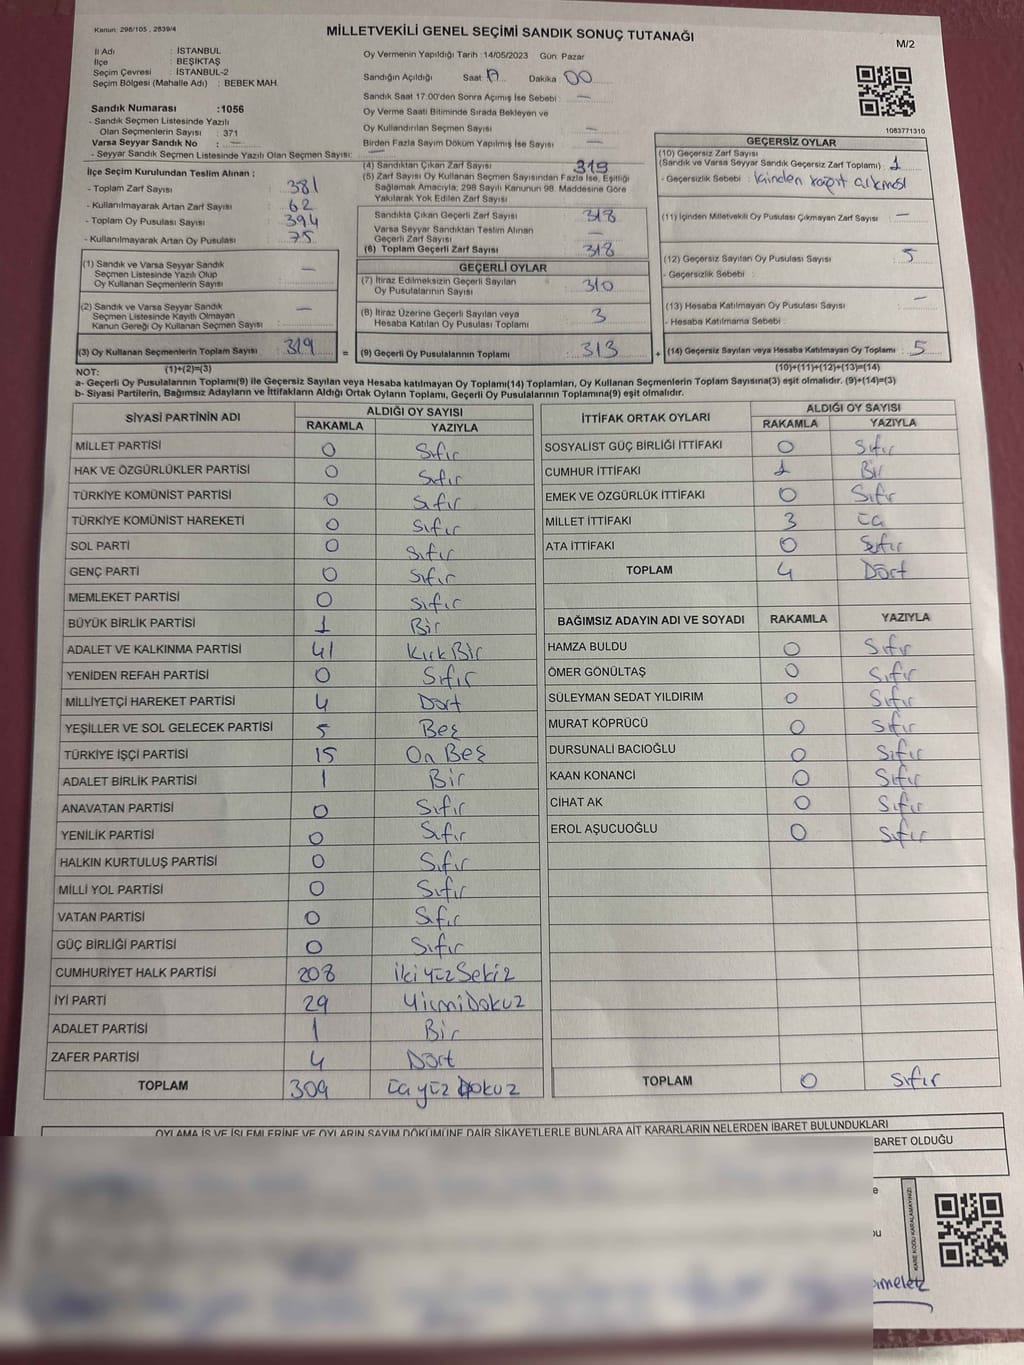 Kanun: 298/105 , 2839/4
MİLLETVEKİLİ GENEL SEÇİMİ SANDIK SONUÇ TUTANAĞI
M/2
İl Adı : İSTANBUL
İlçe : BEŞİKTAŞ
Seçim Çevresi : İSTANBUL-2
Seçim Bölgesi (Mahalle Adı) : BEBEK MAH.
Sandık Numarası :1056
- Sandık Seçmen Listesinde Yazılı
Olan Seçmenlerin Sayısı : 371
Varsa Seyyar Sandık No : —
- Seyyar Sandık Seçmen Listesinde Yazılı Olan Seçmen Sayısı: —
İlçe Seçim Kurulundan Teslim Alınan :
- Toplam Zarf Sayısı : 381
- Kullanılmayarak Artan Zarf Sayısı : 62
- Toplam Oy Pusulası Sayısı : 394
- Kullanılmayarak Artan Oy Pusulası : 75
(1) Sandık ve Varsa Seyyar Sandık
Seçmen Listesinde Yazılı Olup
Oy Kullanan Seçmenlerin Sayısı : —
(2) Sandık ve Varsa Seyyar Sandık
Seçmen Listesinde Kayıtlı Olmayan
Kanun Gereği Oy Kullanan Seçmen Sayısı : —
(3) Oy Kullanan Seçmenlerin Toplam Sayısı : 319
Oy Vermenin Yapıldığı Tarih :14/05/2023 Gün: Pazar
Sandığın Açıldığı Saat 17 Dakika 00
Sandık Saat 17:00'den Sonra Açımış İse Sebebi : —
Oy Verme Saati Bitiminde Sırada Bekleyen ve
Oy Kullandırılan Seçmen Sayısı : —
Birden Fazla Sayım Döküm Yapılmış İse Sayısı : —
(4) Sandıktan Çıkan Zarf Sayısı : 319
(5) Zarf Sayısı Oy Kullanan Seçmen Sayısından Fazla İse, Eşitliği
Sağlamak Amacıyla; 298 Sayılı Kanunun 98. Maddesine Göre
Yakılarak Yok Edilen Zarf Sayısı :
Sandıkta Çıkan Geçerli Zarf Sayısı : 318
Varsa Seyyar Sandıktan Teslim Alınan
Geçerli Zarf Sayısı : —
(6) Toplam Geçerli Zarf Sayısı : 318
GEÇERLİ OYLAR
(7) İtiraz Edilmeksizin Geçerli Sayılan
Oy Pusulalarının Sayısı : 310
(8) İtiraz Üzerine Geçerli Sayılan veya
Hesaba Katılan Oy Pusulası Toplamı : 3
= (9) Geçerli Oy Pusulalarının Toplamı : 313
1083771310
GEÇERSİZ OYLAR
(10) Geçersiz Zarf Sayısı
(Sandık ve Varsa Seyyar Sandık Geçersiz Zarf Toplamı) : 1
- Geçersizlik Sebebi : İçinden kağıt çıkması
(11) İçinden Milletvekili Oy Pusulası Çıkmayan Zarf Sayısı : —
(12) Geçersiz Sayılan Oy Pusulası Sayısı : 5
- Geçersizlik Sebebi :
(13) Hesaba Katılmayan Oy Pusulası Sayısı : —
- Hesaba Katılmama Sebebi :
+ (14) Geçersiz Sayılan veya Hesaba Katılmayan Oy Toplamı : 5
NOT: (1)+(2)=(3) (10)+(11)+(12)+(13)=(14)
a- Geçerli Oy Pusulalarının Toplamı(9) ile Geçersiz Sayılan veya Hesaba katılmayan Oy Toplamı(14) Toplamları, Oy Kullanan Seçmenlerin Toplam Sayısına(3) eşit olmalıdır. (9)+(14)=(3)
b- Siyasi Partilerin, Bağımsız Adayların ve İttifakların Aldığı Ortak Oyların Toplamı, Geçerli Oy Pusulalarının Toplamına(9) eşit olmalıdır.
SİYASİ PARTİNİN ADI ALDIĞI OY SAYISI
RAKAMLA YAZIYLA
MİLLET PARTİSİ 0 Sıfır
HAK VE ÖZGÜRLÜKLER PARTİSİ 0 Sıfır
TÜRKİYE KOMÜNİST PARTİSİ 0 Sıfır
TÜRKİYE KOMÜNİST HAREKETİ 0 Sıfır
SOL PARTİ 0 Sıfır
GENÇ PARTİ 0 Sıfır
MEMLEKET PARTİSİ 0 Sıfır
BÜYÜK BİRLİK PARTİSİ 1 Bir
ADALET VE KALKINMA PARTİSİ 41 KırkBir
YENİDEN REFAH PARTİSİ 0 Sıfır
MİLLİYETÇİ HAREKET PARTİSİ 4 Dört
YEŞİLLER VE SOL GELECEK PARTİSİ 5 Beş
TÜRKİYE İŞÇİ PARTİSİ 15 On Beş
ADALET BİRLİK PARTİSİ 1 Bir
ANAVATAN PARTİSİ 0 Sıfır
YENİLİK PARTİSİ 0 Sıfır
HALKIN KURTULUŞ PARTİSİ 0 Sıfır
MİLLİ YOL PARTİSİ 0 Sıfır
VATAN PARTİSİ 0 Sıfır
GÜÇ BİRLİĞİ PARTİSİ 0 Sıfır
CUMHURİYET HALK PARTİSİ 208 İkiyüzSekiz
İYİ PARTİ 29 YirmiDokuz
ADALET PARTİSİ 1 Bir
ZAFER PARTİSİ 4 Dört
TOPLAM 309 Üçyüz Dokuz
İTTİFAK ORTAK OYLARI ALDIĞI OY SAYISI
RAKAMLA YAZIYLA
SOSYALİST GÜÇ BİRLİĞİ İTTİFAKI 0 Sıfır
CUMHUR İTTİFAKI 1 Bir
EMEK VE ÖZGÜRLÜK İTTİFAKI 0 Sıfır
MİLLET İTTİFAKI 3 Üç
ATA İTTİFAKI 0 Sıfır
TOPLAM 4 Dört
BAĞIMSIZ ADAYIN ADI VE SOYADI RAKAMLA YAZIYLA
HAMZA BULDU 0 Sıfır
ÖMER GÖNÜLTAŞ 0 Sıfır
SÜLEYMAN SEDAT YILDIRIM 0 Sıfır
MURAT KÖPRÜCÜ 0 Sıfır
DURSUNALİ BACIOĞLU 0 Sıfır
KAAN KONANCİ 0 Sıfır
CİHAT AK 0 Sıfır
EROL AŞUCUOĞLU 0 Sıfır
TOPLAM 0 Sıfır
OYLAMA İŞ VE İŞLEMLERİNE VE OYLARIN SAYIM DÖKÜMÜNE DAİR ŞİKAYETLERLE BUNLARA AİT KARARLARIN NELERDEN İBARET BULUNDUKLARI
BARET OLDUĞU
KARE KODU KARALAMAYINIZ!